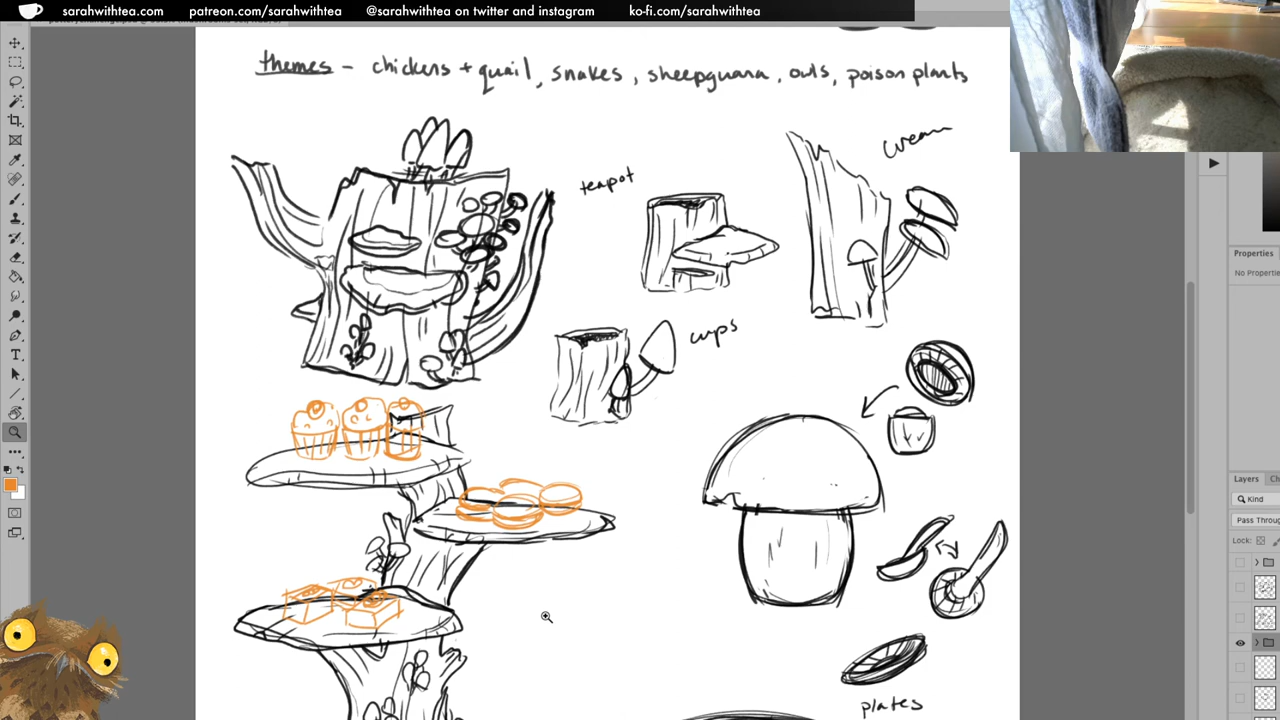 sarahwithtea.com patreon.com/sarahwithtea @sarahwithtea on twitter and instagram ko-fi.com/sarahwithtea
themes - chickens + quail, snakes, sheepguana, owls, poison plants
cream
teapot
cups
plates
Properties
No Properties
Layers
Kind
Pass Through
Lock: